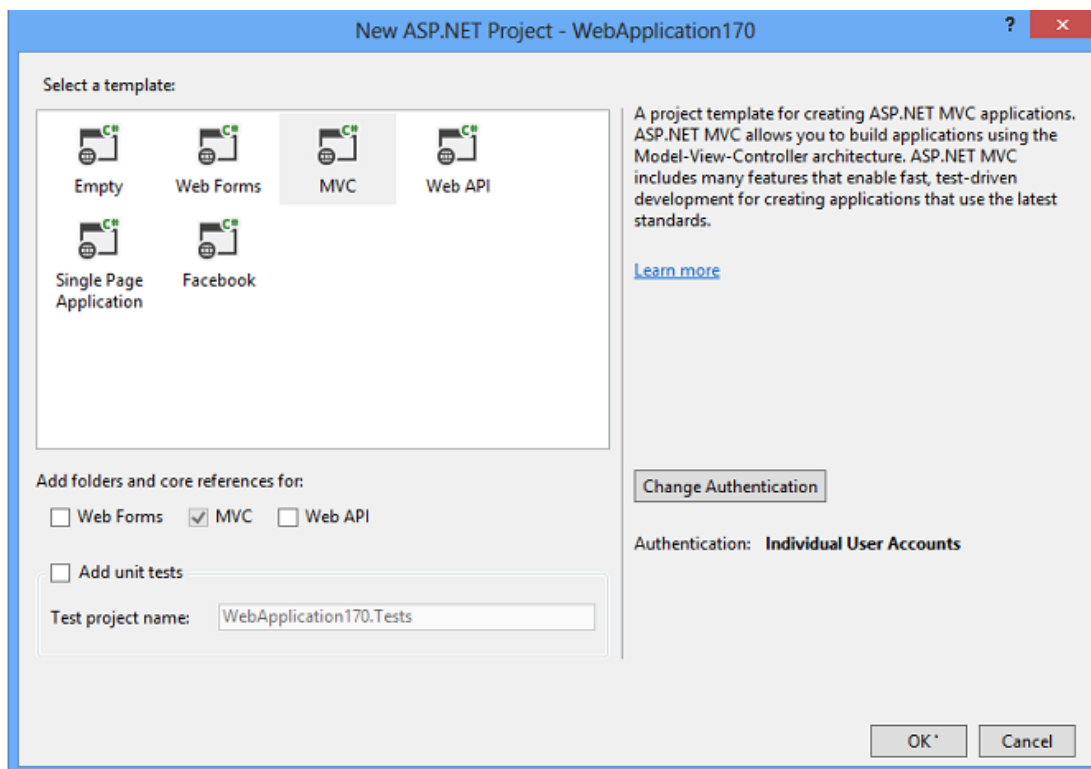 New ASP.NET Project - WebApplication170
?
Select a template:
C#
C#
C#
C#
Empty
Web Forms
MVC
Web API
C#
C#
Single Page
Application
Facebook
A project template for creating ASP.NET MVC applications.
ASP.NET MVC allows you to build applications using the
Model-View-Controller architecture. ASP.NET MVC
includes many features that enable fast, test-driven
development for creating applications that use the latest
standards.
Learn more
Add folders and core references for:
Web Forms
MVC
Web API
Add unit tests
Test project name:
WebApplication170.Tests
Change Authentication
Authentication: Individual User Accounts
OK
Cancel